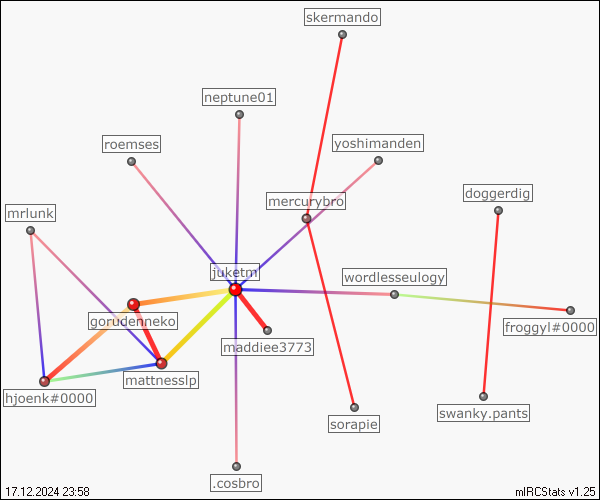 skermando
neptune01
roemses
yoshimanden
mercurybro
doggerdig
mrlunk
juketm
wordlesseulogy
gorudenneko
froggyl#0000
maddiee3773
mattnesslp
hjoenk#0000
swanky.pants
sorapie
.cosbro
17.12.2024 23:58
mIRCStats v1.25